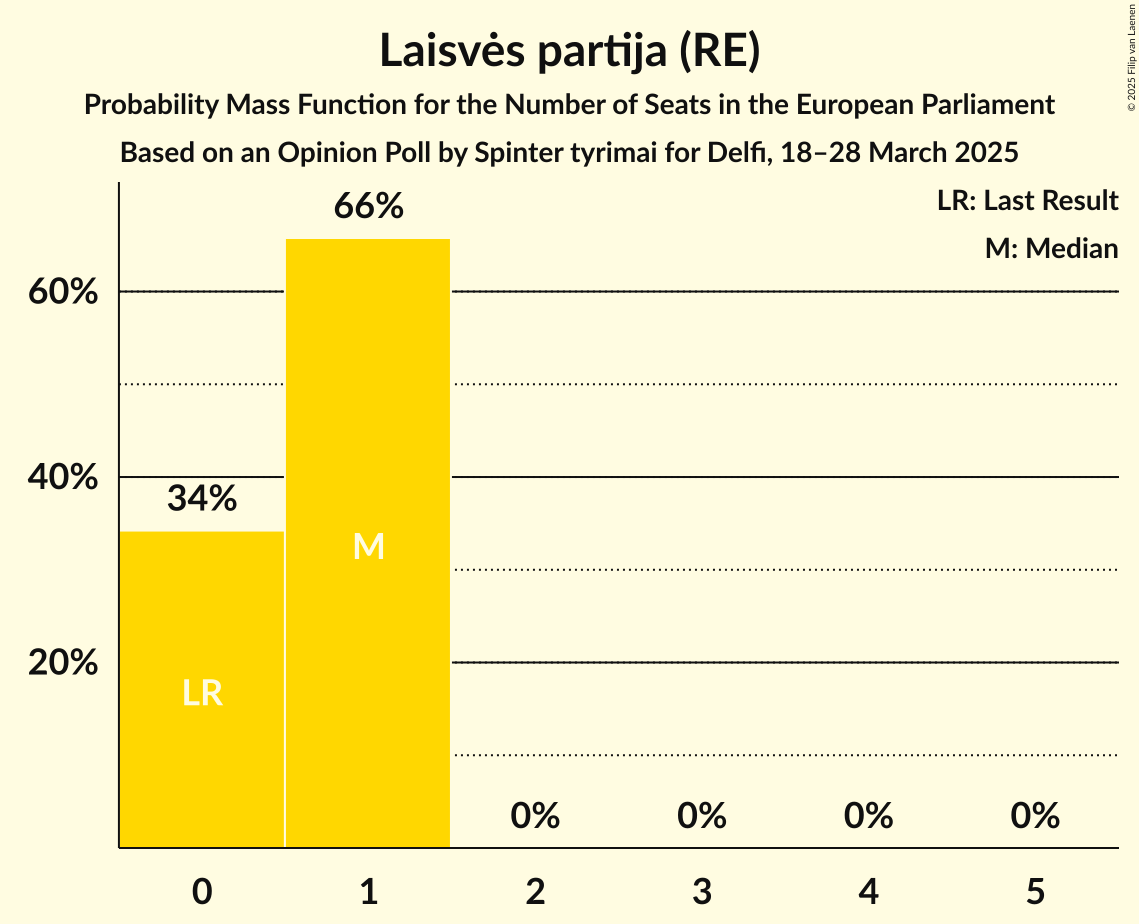 Laisvės partija (RE)
Probability Mass Function for the Number of Seats in the European Parliament
Based on an Opinion Poll by Spinter tyrimai for Delfi, 18–28 March 2025
© 2025 Filip van Laenen
LR: Last Result
M: Median
66%
60%
40%
34%
M
20%
LR
0% 0% 0% 0%
0 1 2 3 4 5